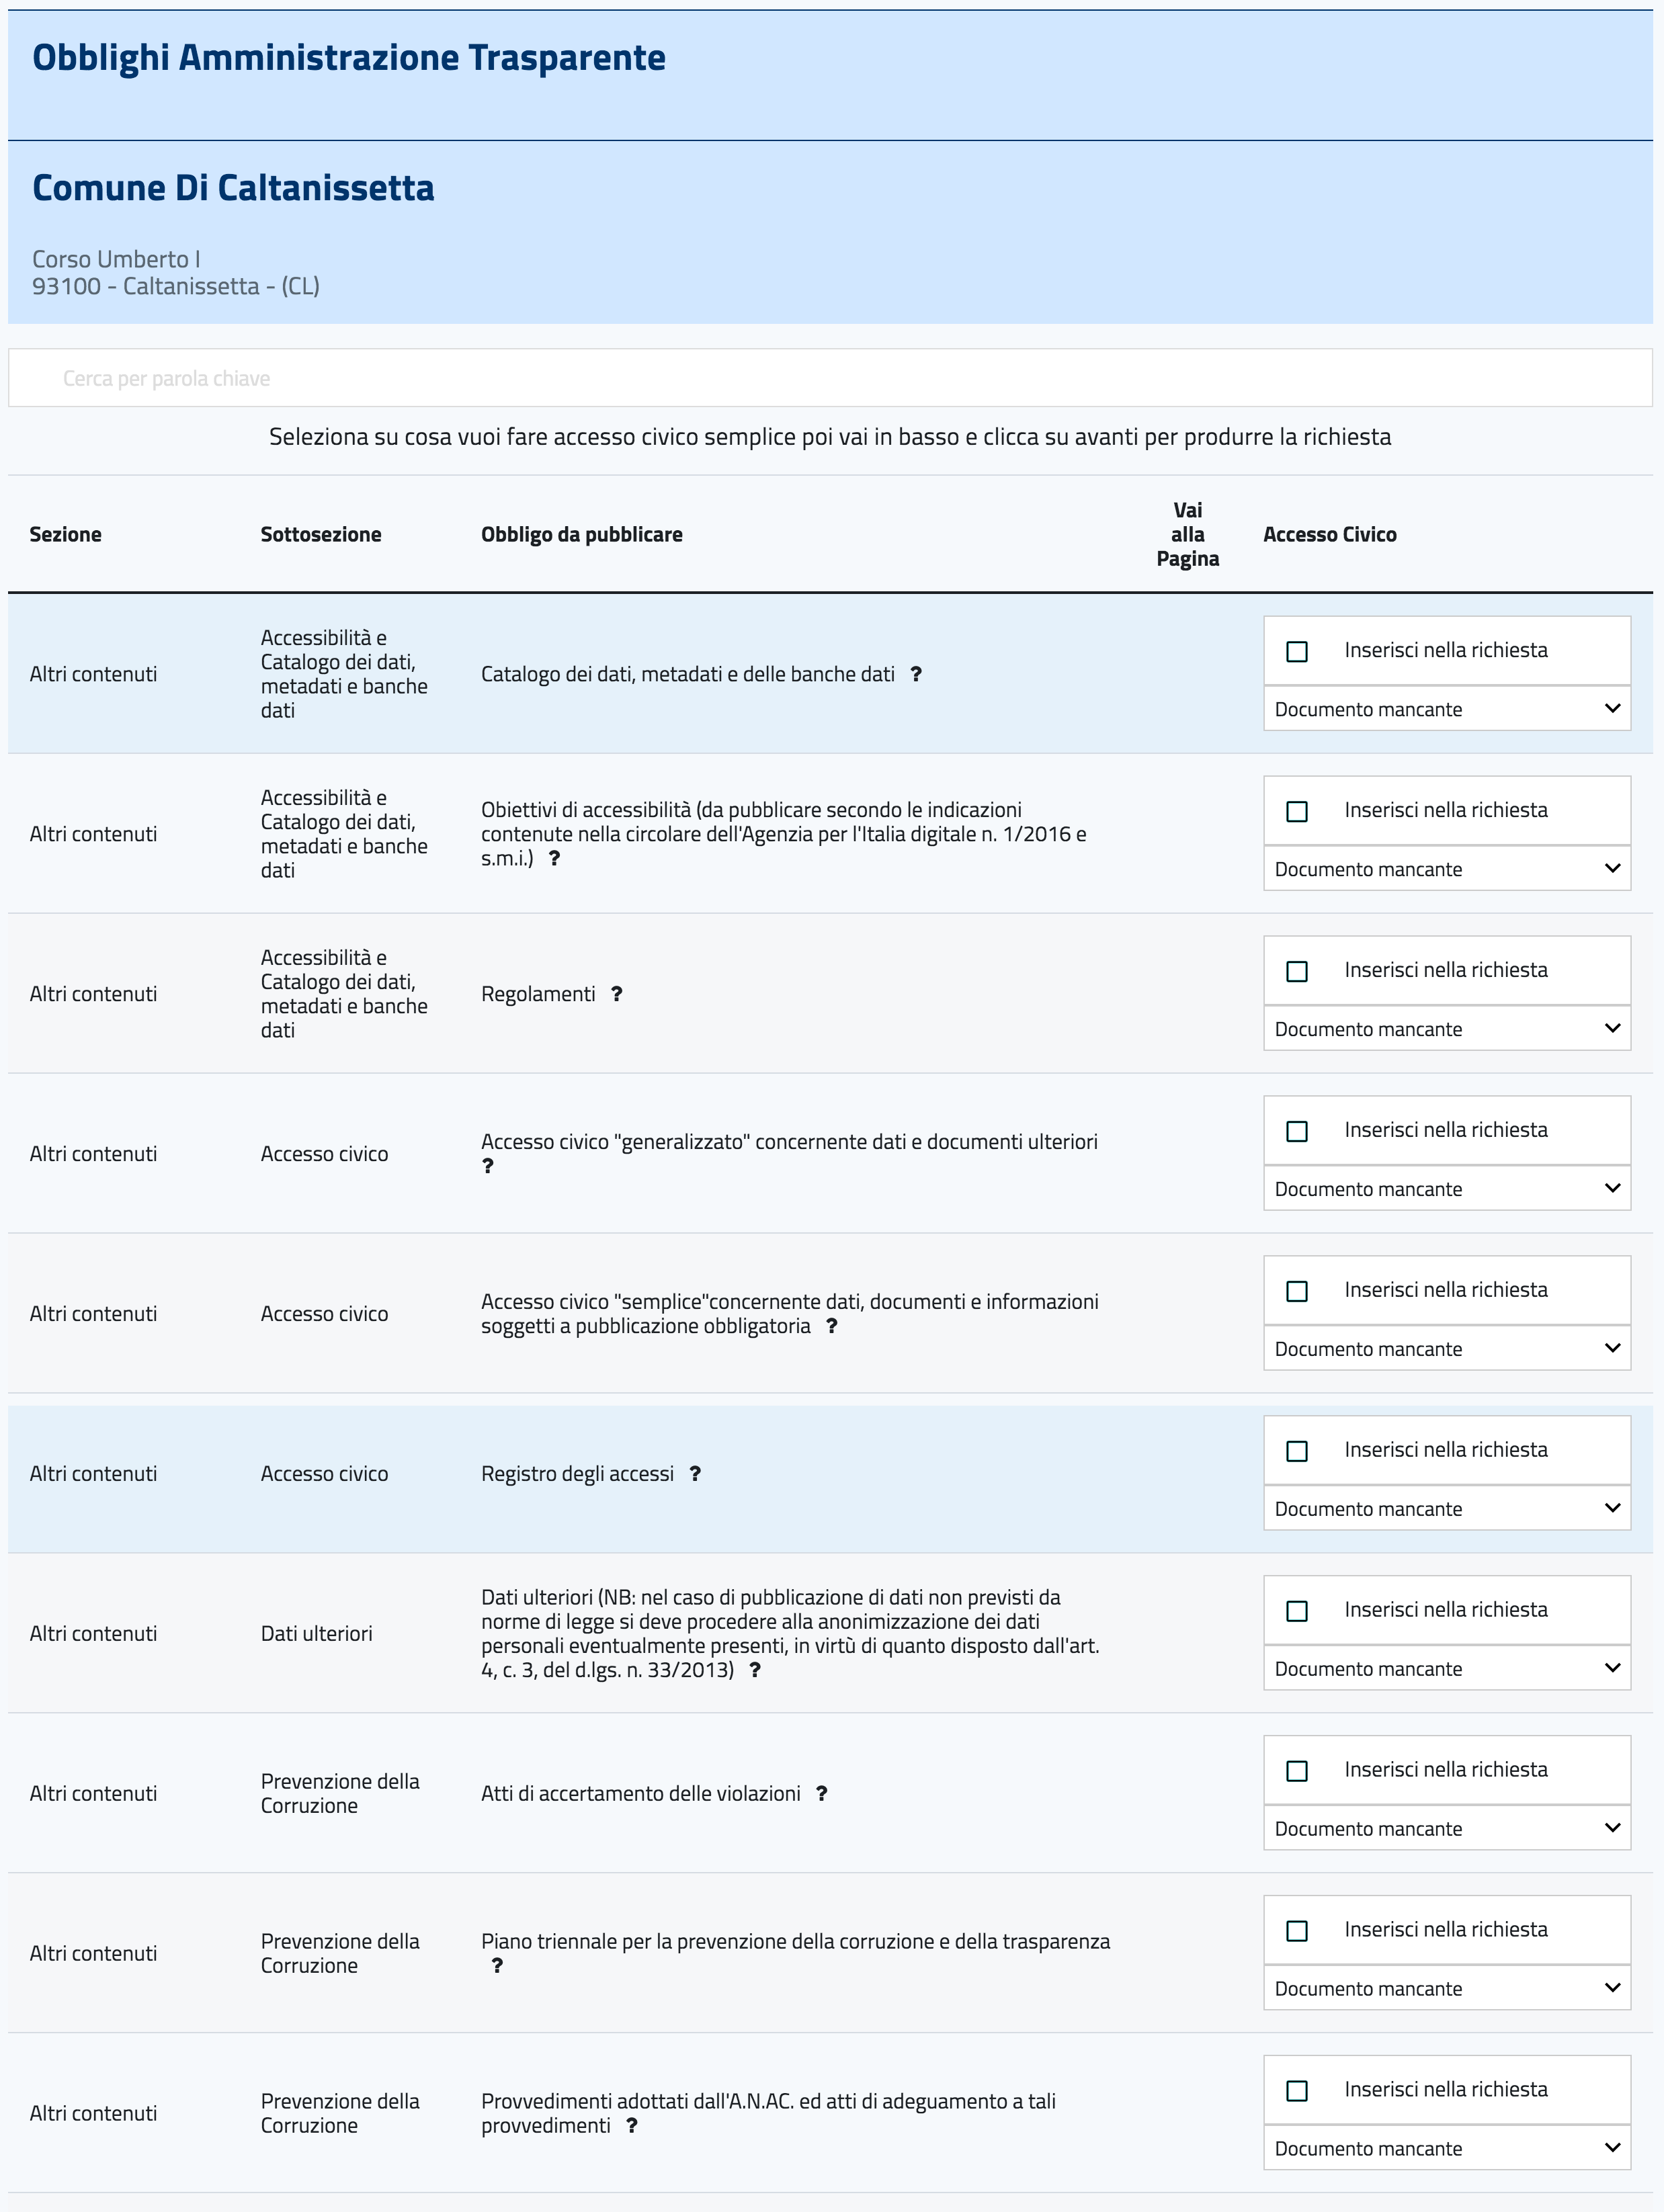 Obblighi Amministrazione Trasparente
Comune Di Caltanissetta
Corso Umberto I
93100 - Caltanissetta - (CL)
Cerca per parola chiave
Seleziona su cosa vuoi fare accesso civico semplice poi vai in basso e clicca su avanti per produrre la richiesta
Sezione
Sottosezione
Obbligo da pubblicare
Vai
alla
Pagina
Accesso Civico
Altri contenuti
Accessibilità e
Catalogo dei dati,
metadati e banche
dati
Catalogo dei dati, metadati e delle banche dati ?
Inserisci nella richiesta
Documento mancante
Altri contenuti
Accessibilità e
Catalogo dei dati,
metadati e banche
dati
Obiettivi di accessibilità (da pubblicare secondo le indicazioni
contenute nella circolare dell'Agenzia per l'Italia digitale n. 1/2016 e
s.m.i.) ?
Inserisci nella richiesta
Documento mancante
Altri contenuti
Accessibilità e
Catalogo dei dati,
metadati e banche
dati
Regolamenti ?
Inserisci nella richiesta
Documento mancante
Altri contenuti
Accesso civico
Accesso civico "generalizzato" concernente dati e documenti ulteriori
?
Inserisci nella richiesta
Documento mancante
Altri contenuti
Accesso civico
Accesso civico "semplice"concernente dati, documenti e informazioni
soggetti a pubblicazione obbligatoria ?
Inserisci nella richiesta
Documento mancante
Altri contenuti
Accesso civico
Registro degli accessi ?
Inserisci nella richiesta
Documento mancante
Altri contenuti
Dati ulteriori
Dati ulteriori (NB: nel caso di pubblicazione di dati non previsti da
norme di legge si deve procedere alla anonimizzazione dei dati
personali eventualmente presenti, in virtù di quanto disposto dall'art.
4, c. 3, del d.lgs. n. 33/2013) ?
Inserisci nella richiesta
Documento mancante
Altri contenuti
Prevenzione della
Corruzione
Atti di accertamento delle violazioni ?
Inserisci nella richiesta
Documento mancante
Altri contenuti
Prevenzione della
Corruzione
Piano triennale per la prevenzione della corruzione e della trasparenza
?
Inserisci nella richiesta
Documento mancante
Altri contenuti
Prevenzione della
Corruzione
Provvedimenti adottati dall'A.N.AC. ed atti di adeguamento a tali
provvedimenti ?
Inserisci nella richiesta
Documento mancante